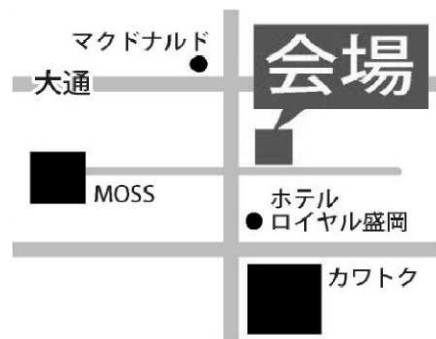 マクドナルド
会場
大通
MOSS
ホテル
ロイヤル盛岡
カワトク